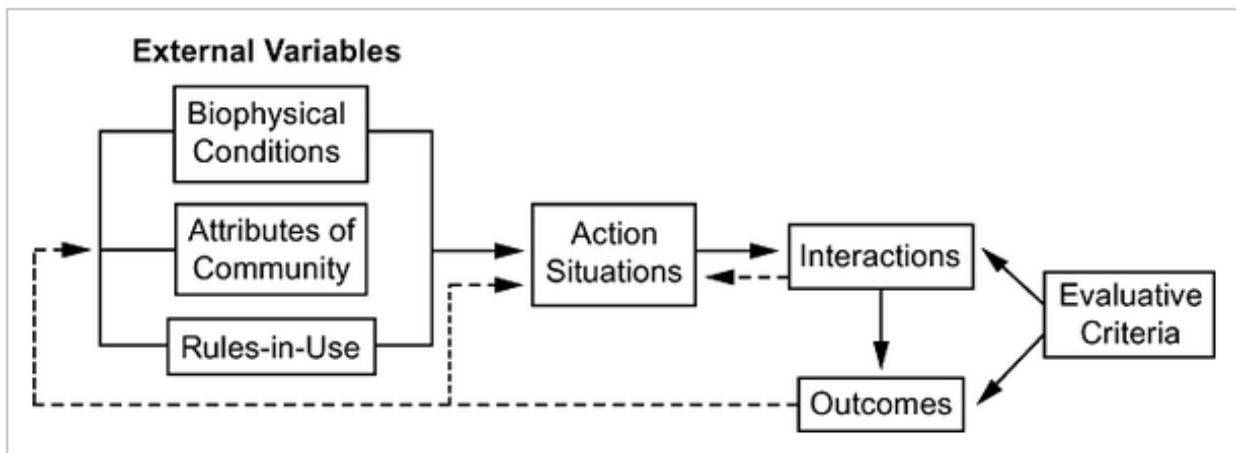 External Variables
Biophysical
Conditions
Attributes of
Community
Rules-in-Use
Action
Situations
Interactions
Outcomes
Evaluative
Criteria